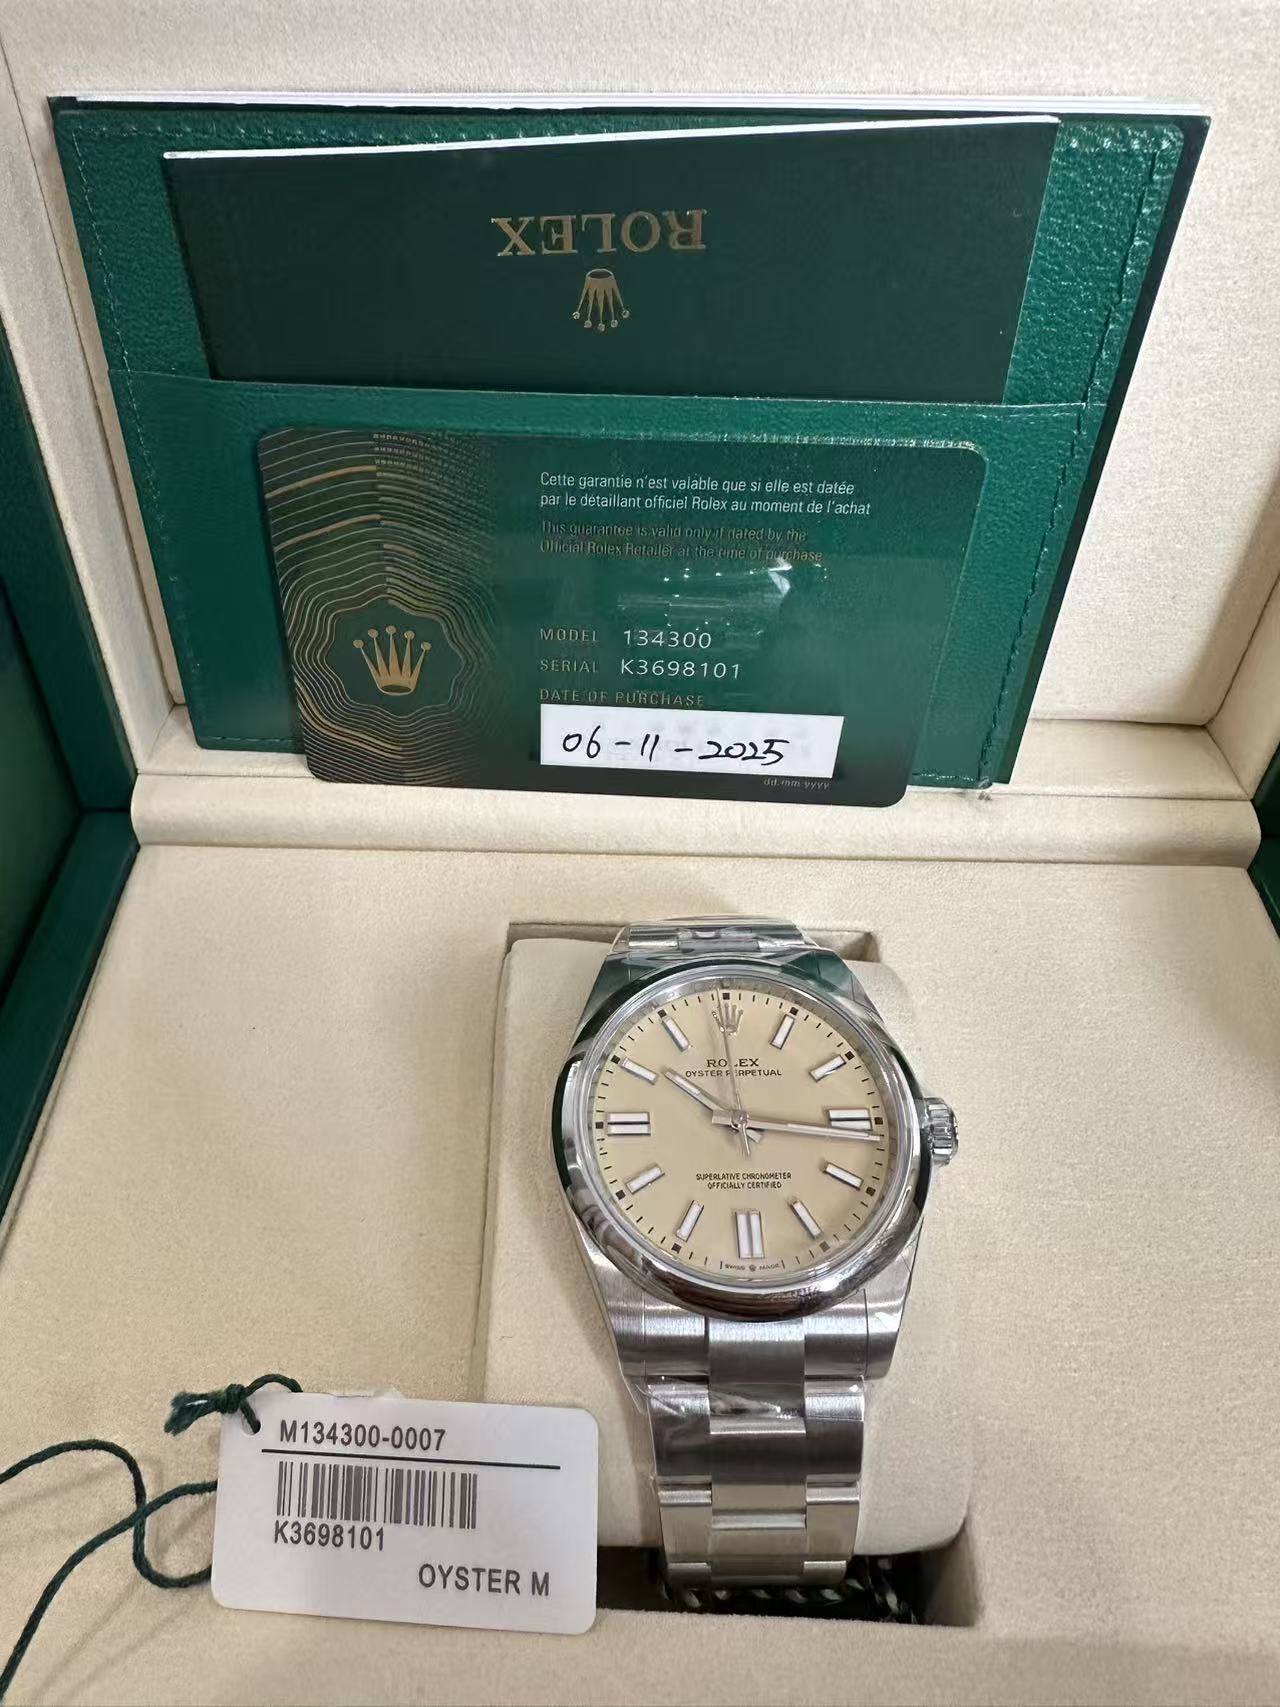 ROLEX
Cette garantie n'est valable que si elle est datée
par le détaillant officiel Rolex au moment de l'achat
This guarantee is valid only if dated by the
Official Rolex Retailer at the time of purchase
MODEL 134300
SERIAL K3698101
DATE OF PURCHASE
06-11-2025
dd.mm.yyyy
ROLEX
OYSTER PERPETUAL
SUPERLATIVE CHRONOMETER
OFFICIALLY CERTIFIED
SWISS MADE
M134300-0007
K3698101
OYSTER M